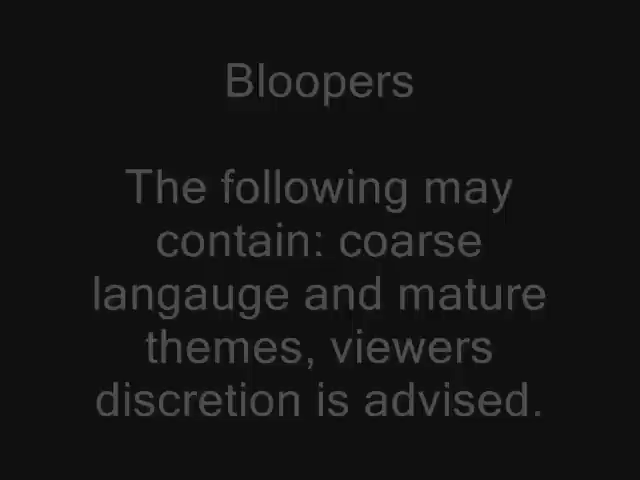 Bloopers
The following may
contain: coarse
langauge and mature
themes, viewers
discretion is advised.